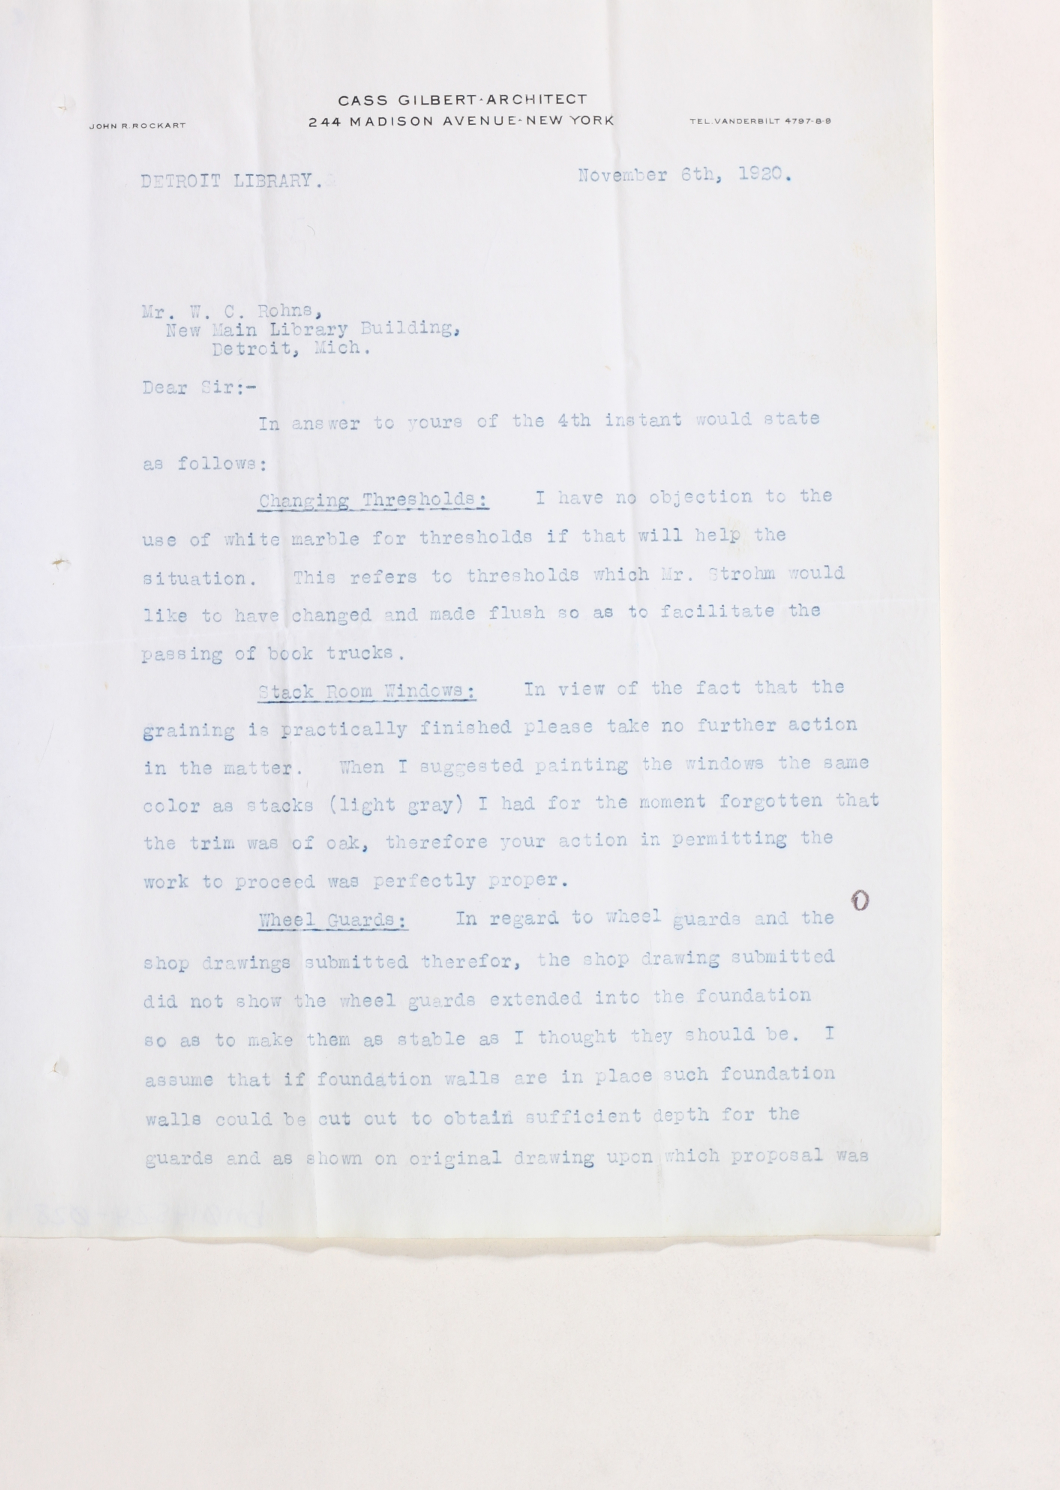 CASS GILBERT-ARCHITECT
244 MADISON AVENUE-NEW YORK
JOHN R. ROCKART
TEL. VANDERBILT 4797-8-9
DETROIT LIBRARY.
November 6th, 1920.
Mr. W. C. Rohns,
New Main Library Building,
Detroit, Mich.
Dear Sir:-
In answer to yours of the 4th instant would state
as follows:
Changing Thresholds: I have no objection to the
use of white marble for thresholds if that will help the
situation. This refers to thresholds which Mr. Strohm would
like to have changed and made flush so as to facilitate the
passing of book trucks.
Stack Room Windows: In view of the fact that the
graining is practically finished please take no further action
in the matter. When I suggested painting the windows the same
color as stacks (light gray) I had for the moment forgotten that
the trim was of oak, therefore your action in permitting the
work to proceed was perfectly proper.
Wheel Guards: In regard to wheel guards and the
shop drawings submitted therefor, the shop drawing submitted
did not show the wheel guards extended into the foundation
so as to make them as stable as I thought they should be. I
assume that if foundation walls are in place such foundation
walls could be cut out to obtain sufficient depth for the
guards and as shown on original drawing upon which proposal was